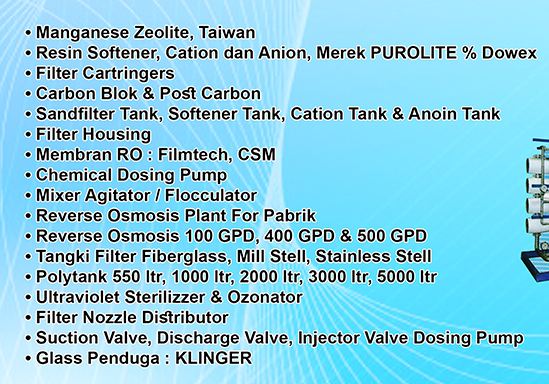 • Manganese Zeolite, Taiwan
• Resin Softener, Cation dan Anion, Merek PUROLITE % Dowex
• Filter Cartringers
• Carbon Blok & Post Carbon
• Sandfilter Tank, Softener Tank, Cation Tank & Anoin Tank
• Filter Housing
• Membran RO : Filmtech, CSM
• Chemical Dosing Pump
• Mixer Agitator / Flocculator
• Reverse Osmosis Plant For Pabrik
• Reverse Osmosis 100 GPD, 400 GPD & 500 GPD
• Tangki Filter Fiberglass, Mill Stell, Stainless Stell
• Polytank 550 ltr, 1000 ltr, 2000 ltr, 3000 ltr, 5000 ltr
• Ultraviolet Sterilizzer & Ozonator
• Filter Nozzle Distributor
• Suction Valve, Discharge Valve, Injector Valve Dosing Pump
• Glass Penduga : KLINGER